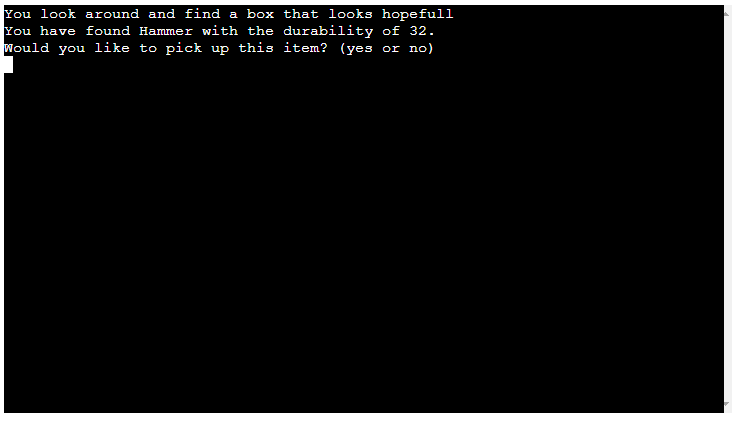 You look around and find a box that looks hopefull
You have found Hammer with the durability of 32.
Would you like to pick up this item? (yes or no)